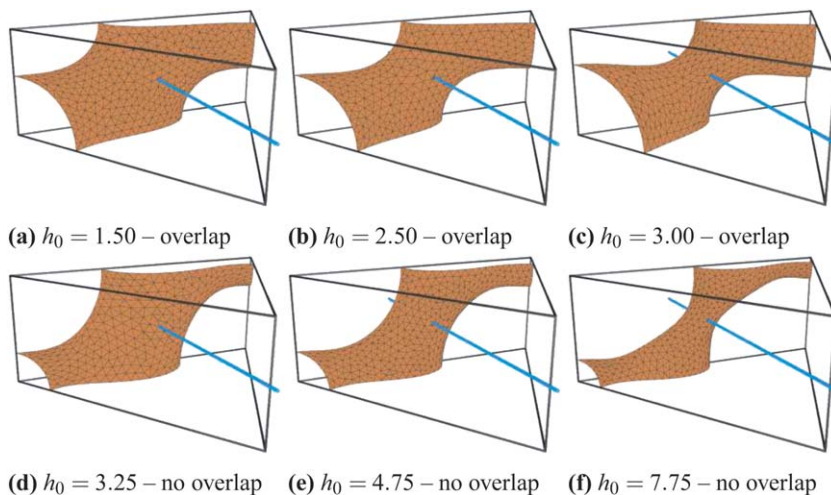 (a) h₀ = 1.50 – overlap
(b) h₀ = 2.50 – overlap
(c) h₀ = 3.00 – overlap
(d) h₀ = 3.25 – no overlap
(e) h₀ = 4.75 – no overlap
(f) h₀ = 7.75 – no overlap